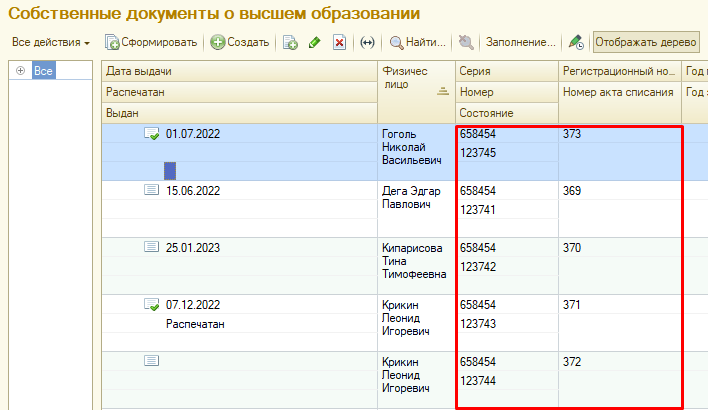 Собственные документы о высшем образовании
Все действия Сформировать Создать Найти... Заполнение... Отображать дерево
Все
Дата выдачи Физичес лицо Серия Регистрационный но... Год
Распечатан Номер Номер акта списания Год
Выдан Состояние
01.07.2022 Гоголь Николай Васильевич 658454 373
123745
15.06.2022 Дега Эдгар Павлович 658454 369
123741
25.01.2023 Кипарисова Тина Тимофеевна 658454 370
123742
07.12.2022 Крикин Леонид Игоревич 658454 371
Распечатан 123743
Крикин Леонид Игоревич 658454 372
123744